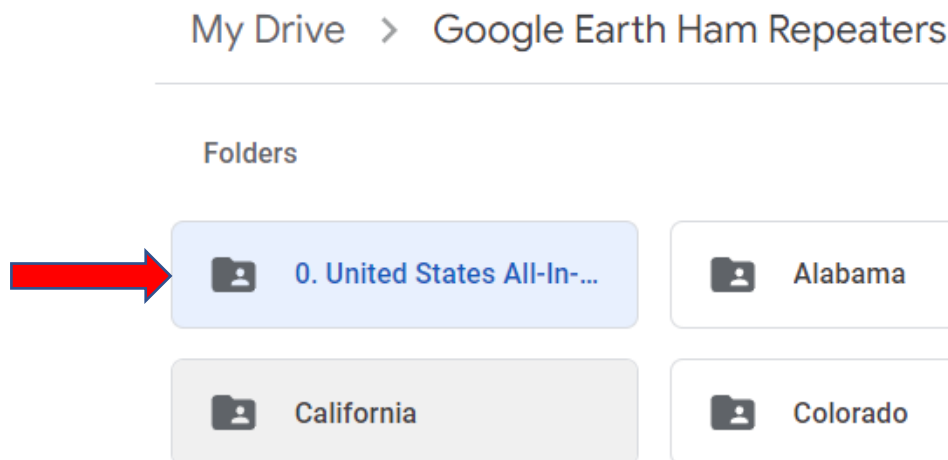 My Drive > Google Earth Ham Repeaters
Folders
0. United States All-In-...
Alabama
California
Colorado